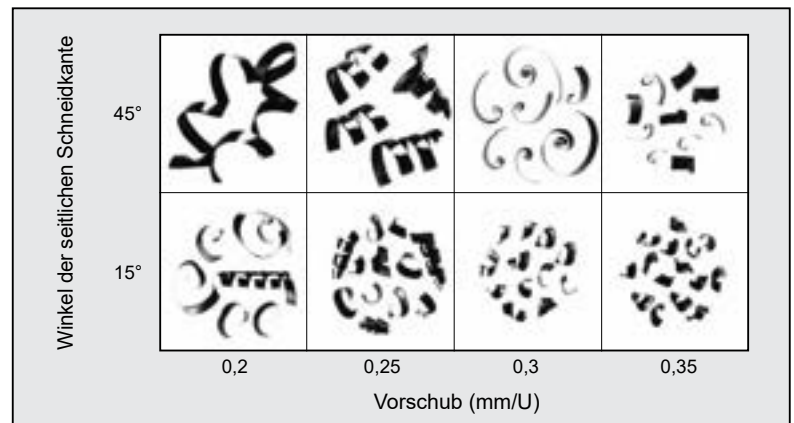 Winkel der seitlichen Schneidkante
45°
15°
0,2 0,25 0,3 0,35
Vorschub (mm/U)